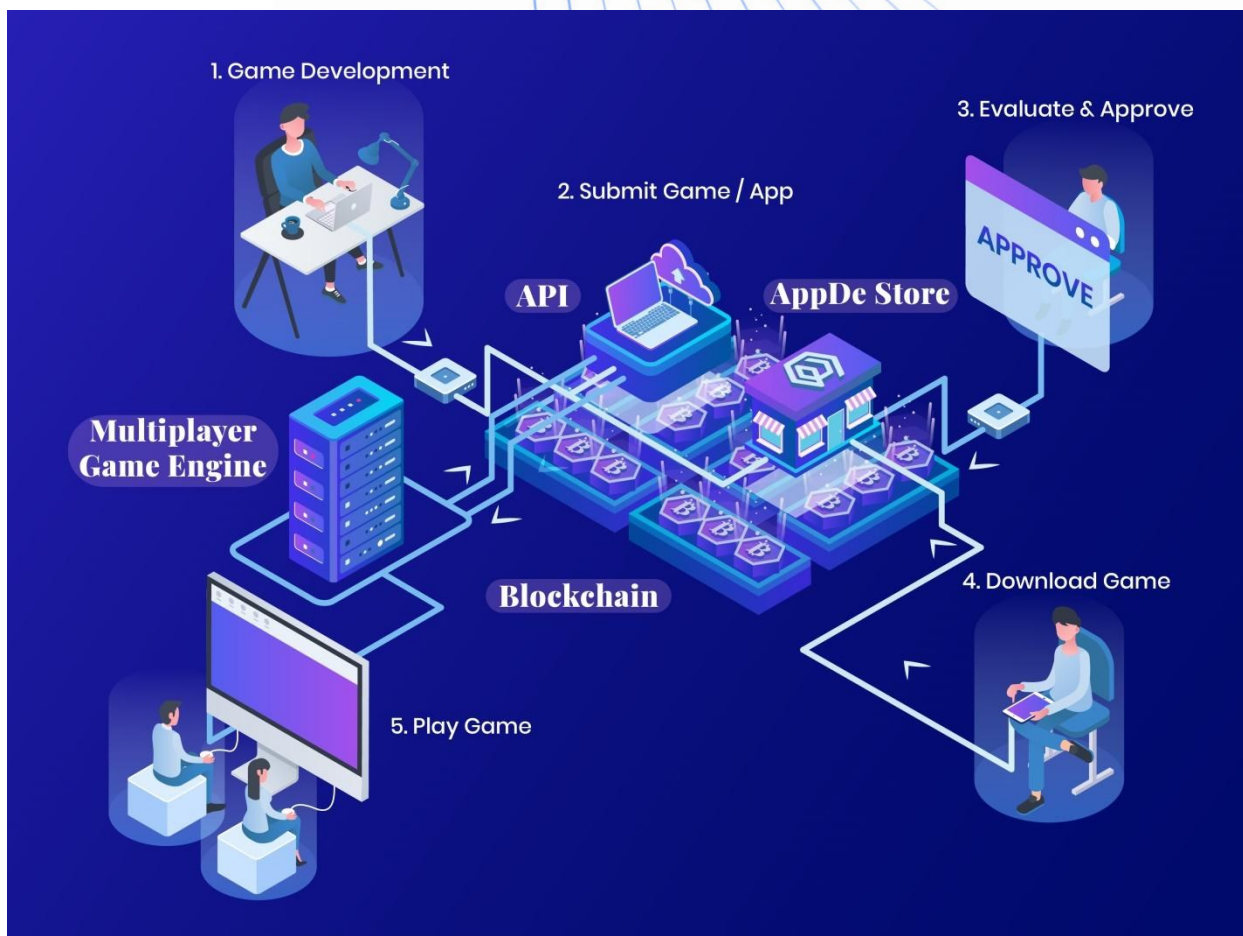 1. Game Development
3. Evaluate & Approve
2. Submit Game / App
APPROVE
API
AppDe Store
Multiplayer
Game Engine
Blockchain
4. Download Game
5. Play Game